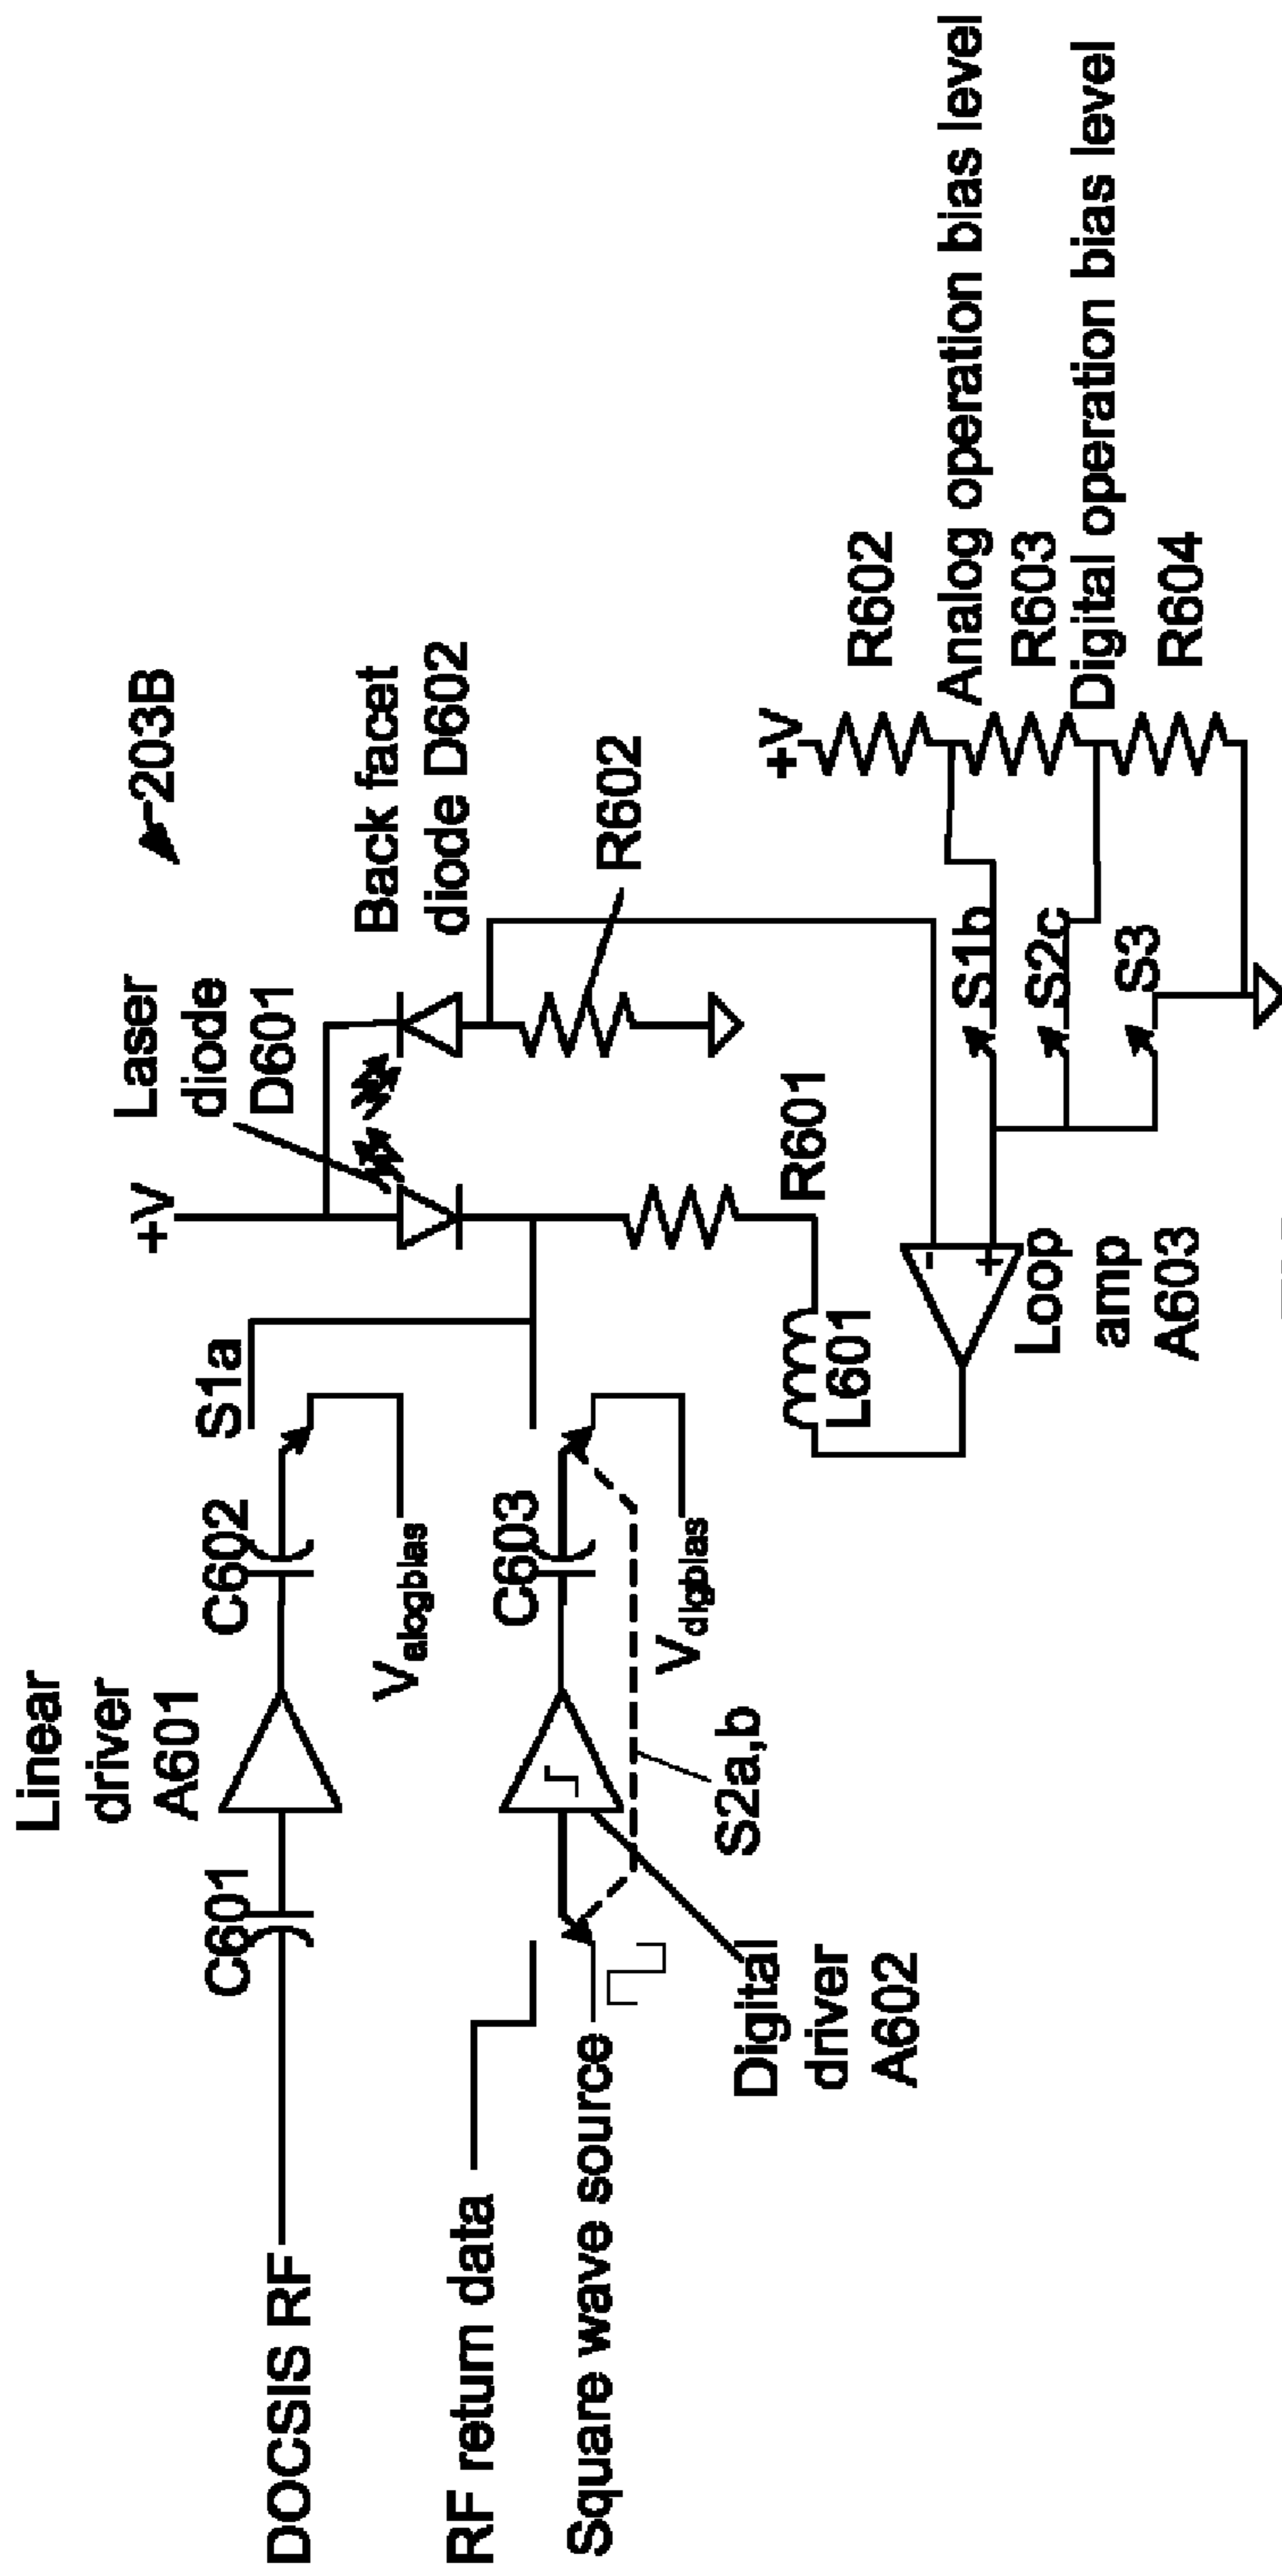 203B
Linear
driver
A601
DOCSIS RF
C601
C602
S1a
Valogbias
+V
Laser
diode
D601
Back facet
diode D602
R602
RF return data
Square wave source
C603
Vdigbias
S2a,b
Digital
driver
A602
R601
L601
-
+
Loop
amp
A603
S1b
S2c
S3
+V
R602
Analog operation bias level
R603
Digital operation bias level
R604